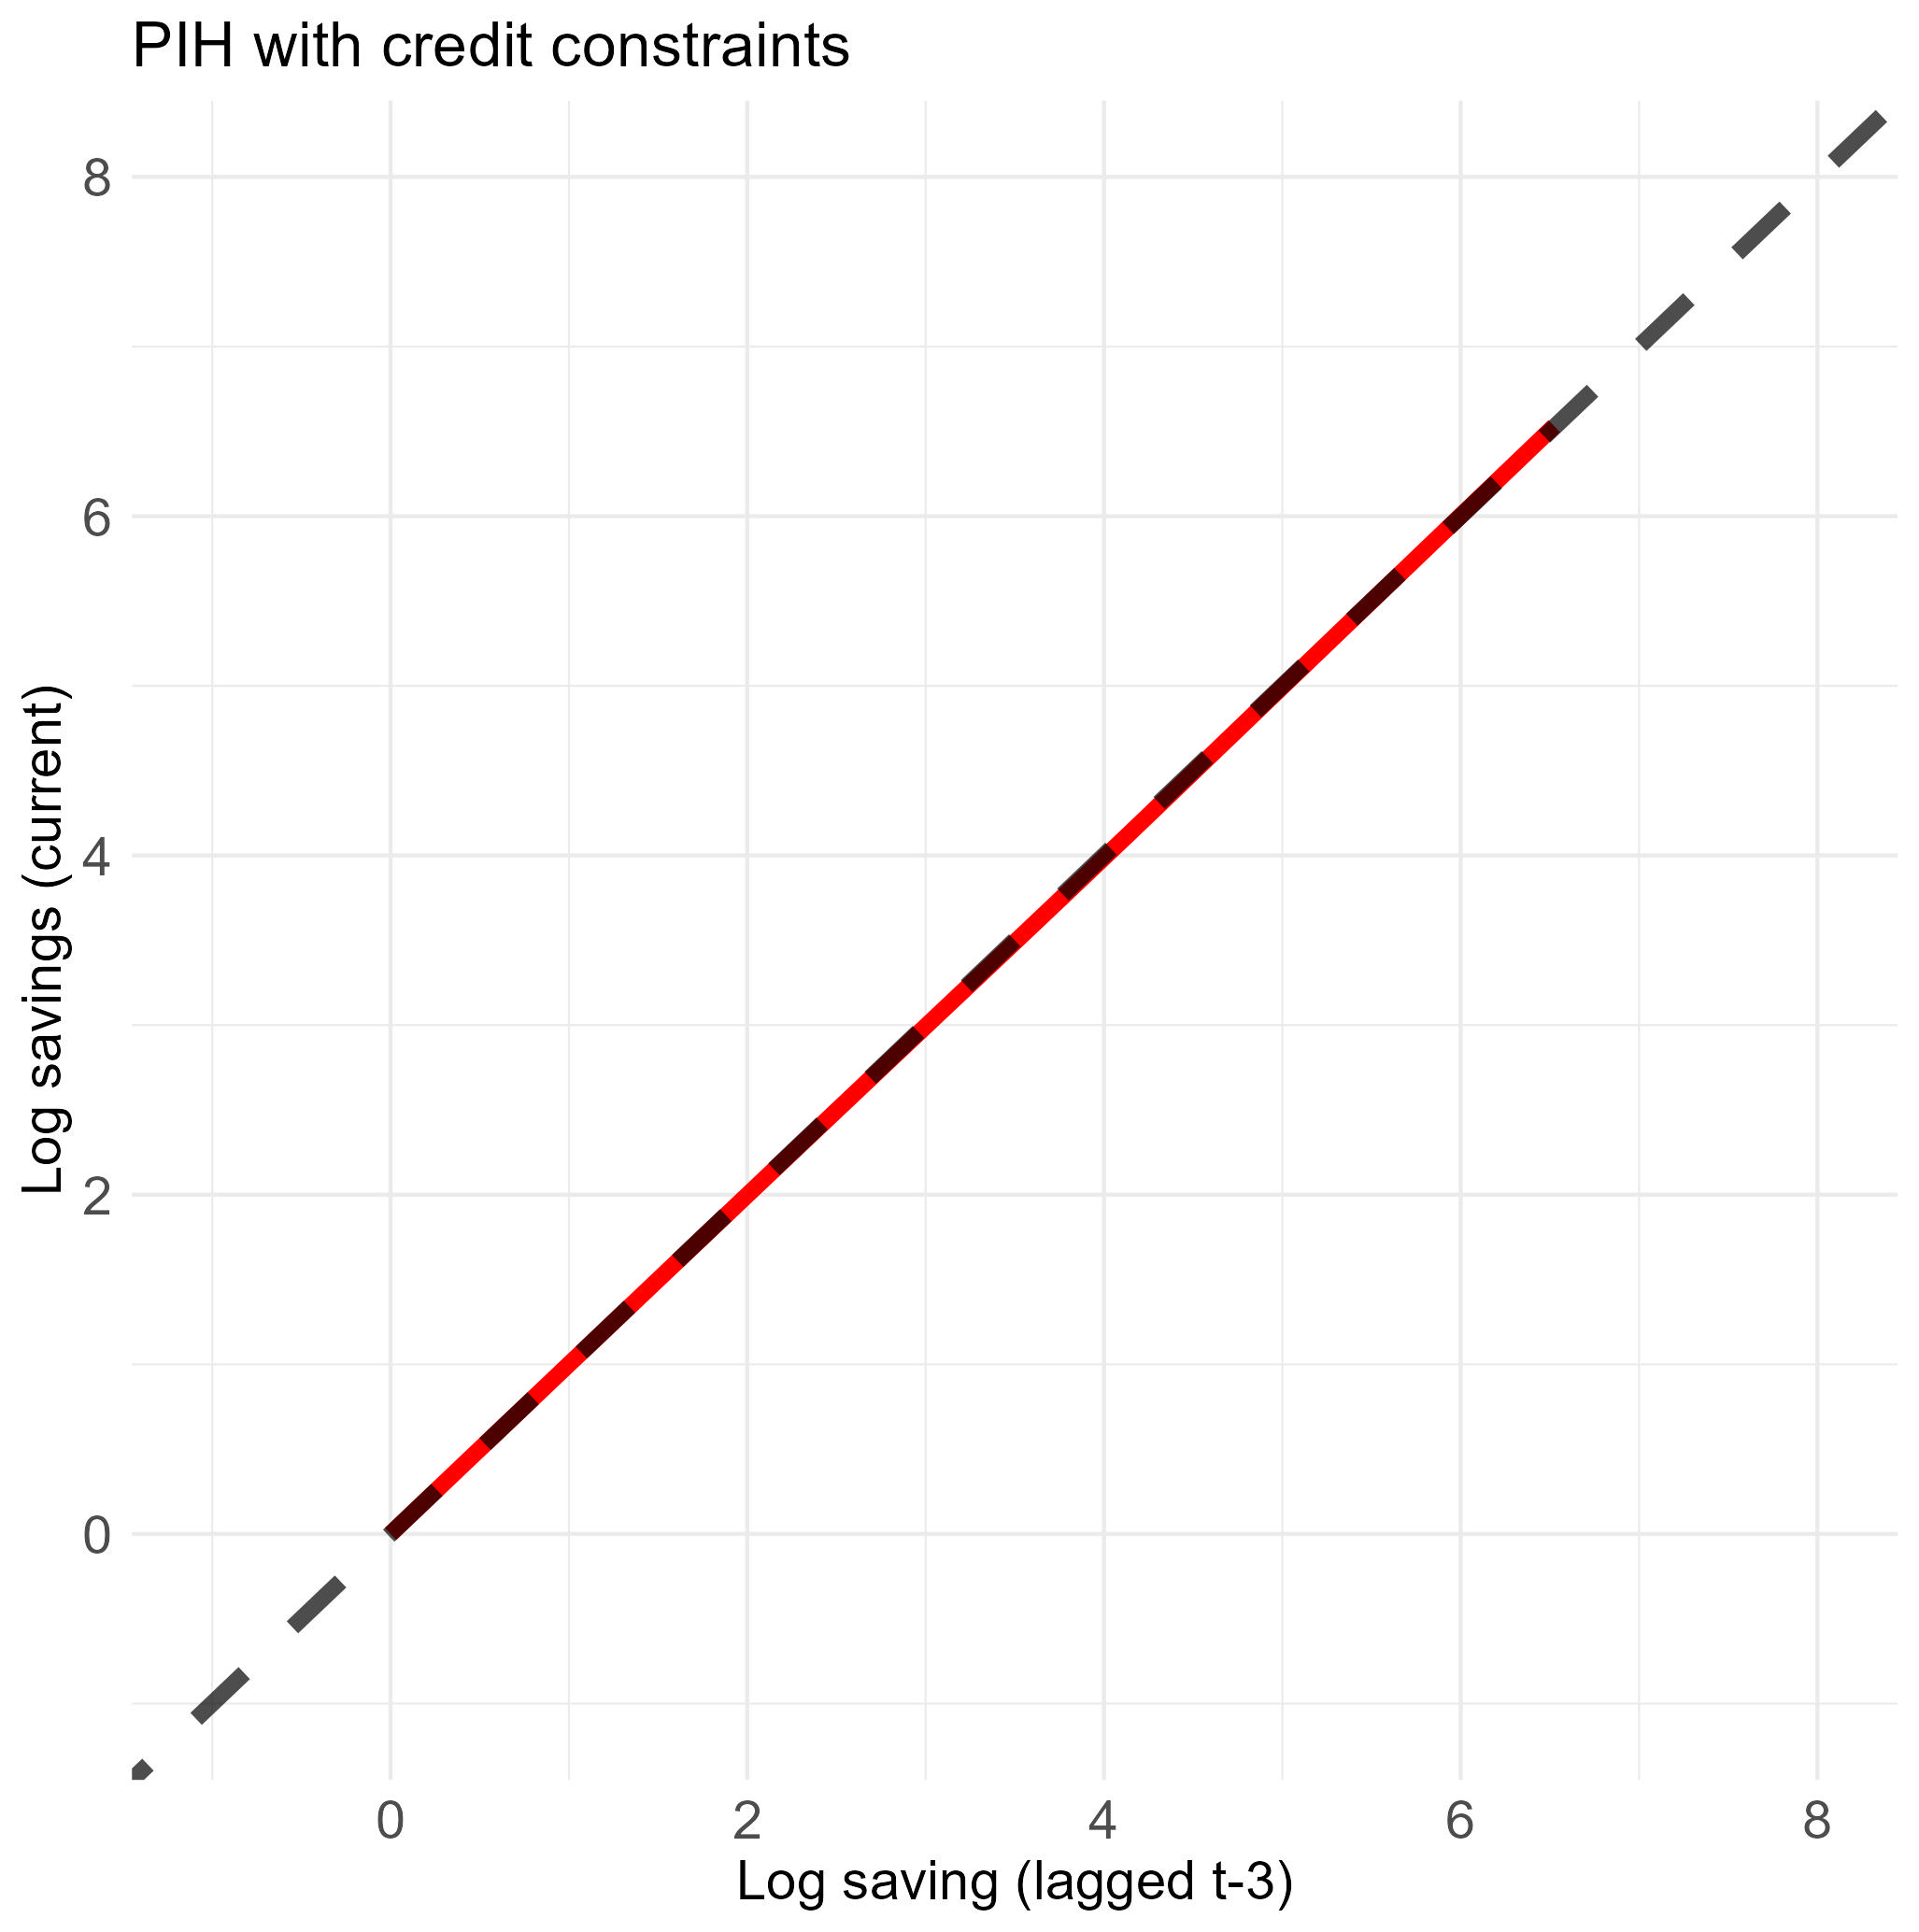 PIH with credit constraints
8
6
4
2
0
Log savings (current)
0 2 4 6 8
Log saving (lagged t-3)